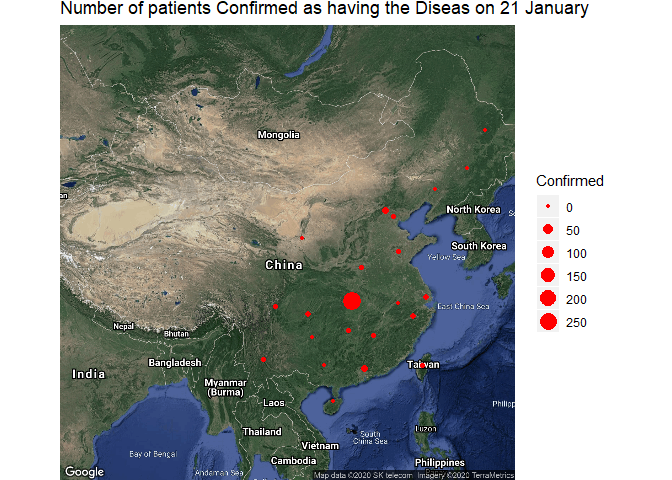 Number of patients Confirmed as having the Diseas on 21 January
Mongolia
North Korea
South Korea
Yellow Sea
China
East China Sea
Nepal
Bhutan
Bangladesh
Taiwan
India
Myanmar
(Burma)
Laos
Thailand
Vietnam
South
China Sea
Luzon
Philipp
Bay of Bengal
Cambodia
Philippines
Andaman Sea
Google
Map data ©2020 SK telecom Imagery ©2020 TerraMetrics
Confirmed
0
50
100
150
200
250